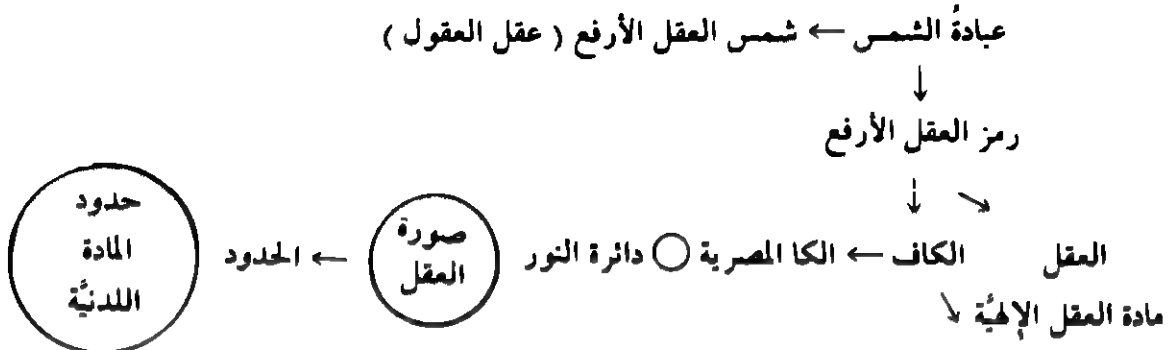 عبادةُ الشمس ← شمس العقل الأرفع ( عقل العقول )
↓
رمز العقل الأرفع
↓ ↘
العقل الكاف ← الكا المصرية ○ دائرة النور صورة العقل ← الحدود حدود المادة اللدنيَّة
مادة العقل الإلهيَّة ↘